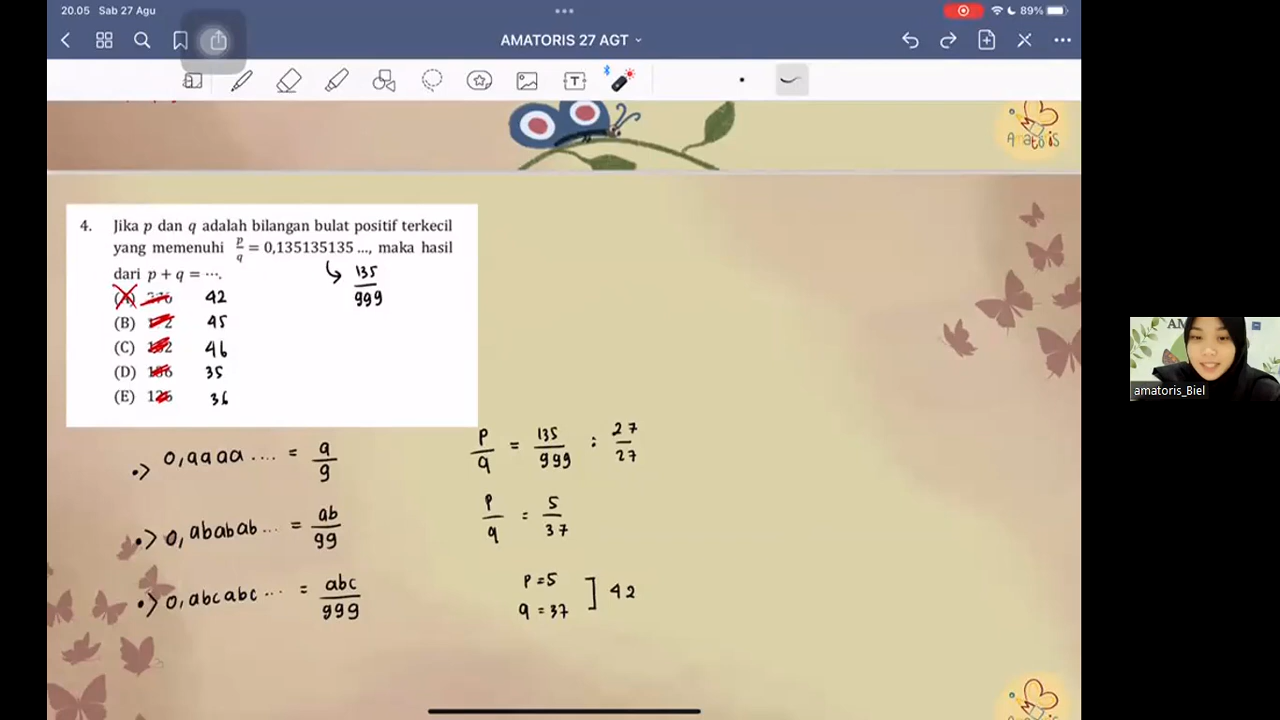 20.05 Sab 27 Agu
89%
AMATORIS 27 AGT
T
Amatoris
4. Jika p dan q adalah bilangan bulat positif terkecil
yang memenuhi p/q = 0,135135135 ..., maka hasil
dari p + q = ⋯.
135/999
(A) 42
(B) 45
(C) 46
(D) 35
(E) 36
•> 0,aaaa .... = a/9
•> 0,ababab... = ab/99
•> 0,abcabc... = abc/999
p/q = 135/999 : 27/27
p/q = 5/37
p = 5
q = 37 ] 42
amatoris_Biel